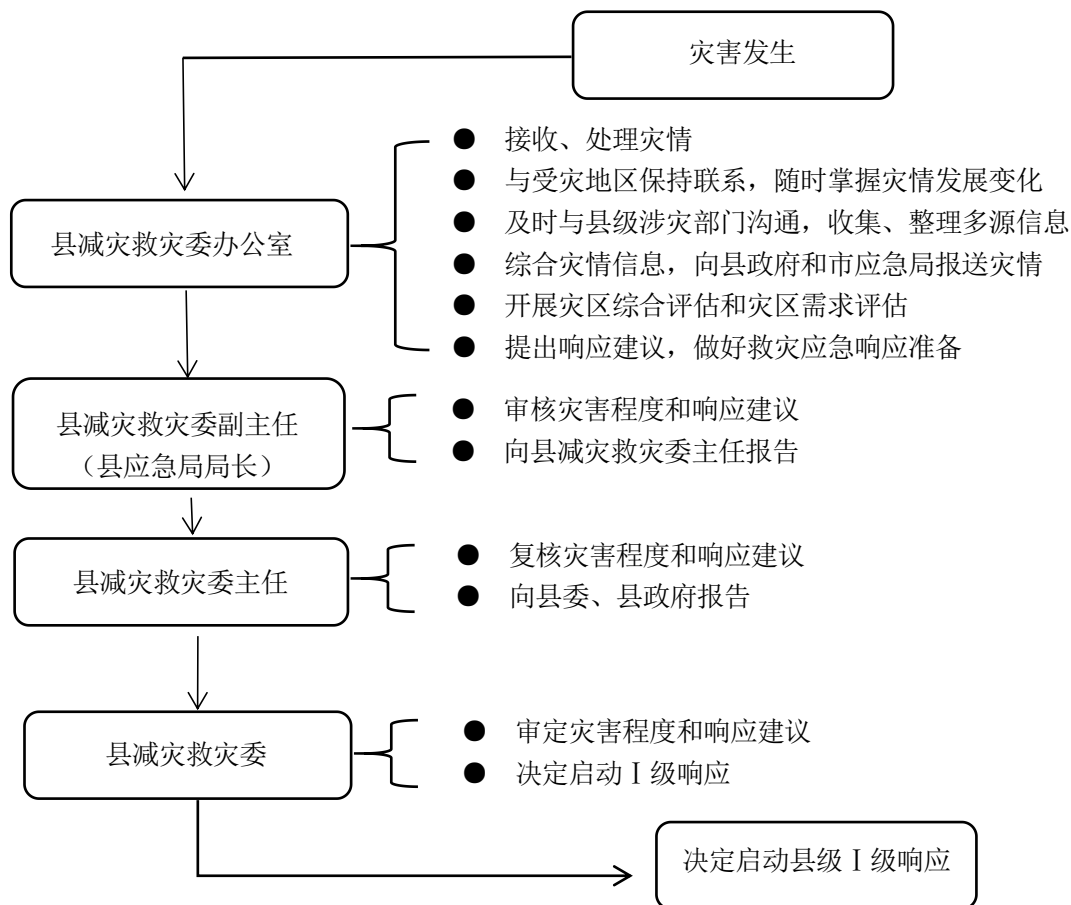 灾害发生
县减灾救灾委办公室
● 接收、处理灾情
● 与受灾地区保持联系，随时掌握灾情发展变化
● 及时与县级涉灾部门沟通，收集、整理多源信息
● 综合灾情信息，向县政府和市应急局报送灾情
● 开展灾区综合评估和灾区需求评估
● 提出响应建议，做好救灾应急响应准备
县减灾救灾委副主任
（县应急局局长）
● 审核灾害程度和响应建议
● 向县减灾救灾委主任报告
县减灾救灾委主任
● 复核灾害程度和响应建议
● 向县委、县政府报告
县减灾救灾委
● 审定灾害程度和响应建议
● 决定启动Ⅰ级响应
决定启动县级Ⅰ级响应